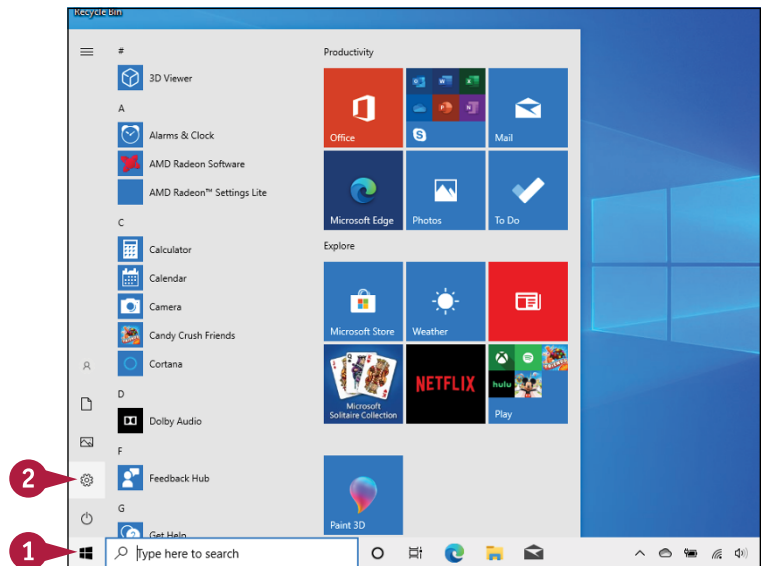 Recycle Bin
#
3D Viewer
A
Alarms & Clock
AMD Radeon Software
AMD Radeon™ Settings Lite
C
Calculator
Calendar
Camera
Candy Crush Friends
Cortana
D
Dolby Audio
F
Feedback Hub
G
Get Help
Productivity
Office
Mail
Microsoft Edge
Photos
To Do
Explore
Microsoft Store
Weather
Microsoft
Solitaire Collection
NETFLIX
hulu
Play
Paint 3D
2
1
Type here to search